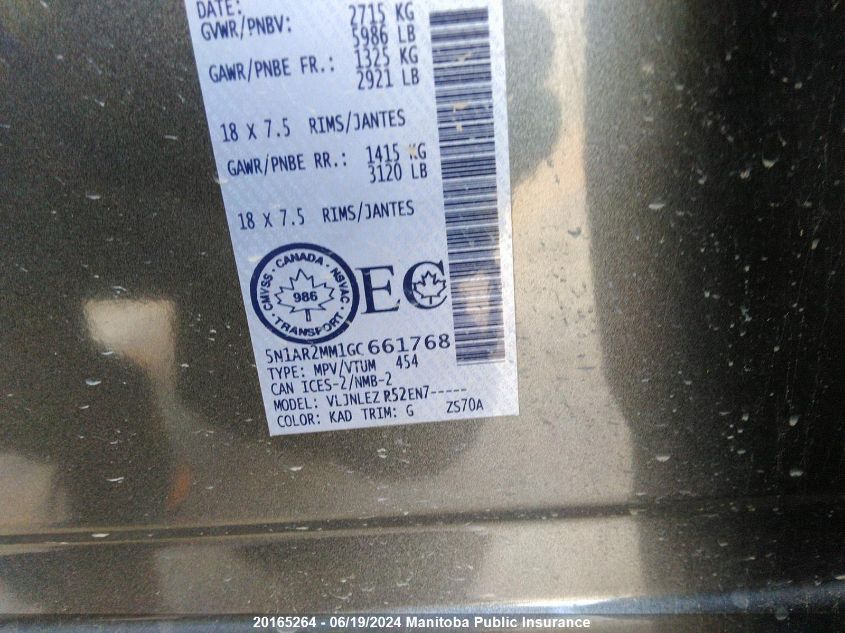 DATE:
GVWR/PNBV: 2715 KG
5986 LB
GAWR/PNBE FR.: 1325 KG
2921 LB
18 X 7.5 RIMS/JANTES
GAWR/PNBE RR.: 1415 KG
3120 LB
18 X 7.5 RIMS/JANTES
CMVSS · CANADA · NSVAC
986
· TRANSPORT ·
EC
5N1AR2MM1GC661768
TYPE: MPV/VTUM 454
CAN ICES-2/NMB-2
MODEL: VLJNLEZ R52EN7-----
COLOR: KAD TRIM: G ZS70A
20165264 - 06/19/2024 Manitoba Public Insurance